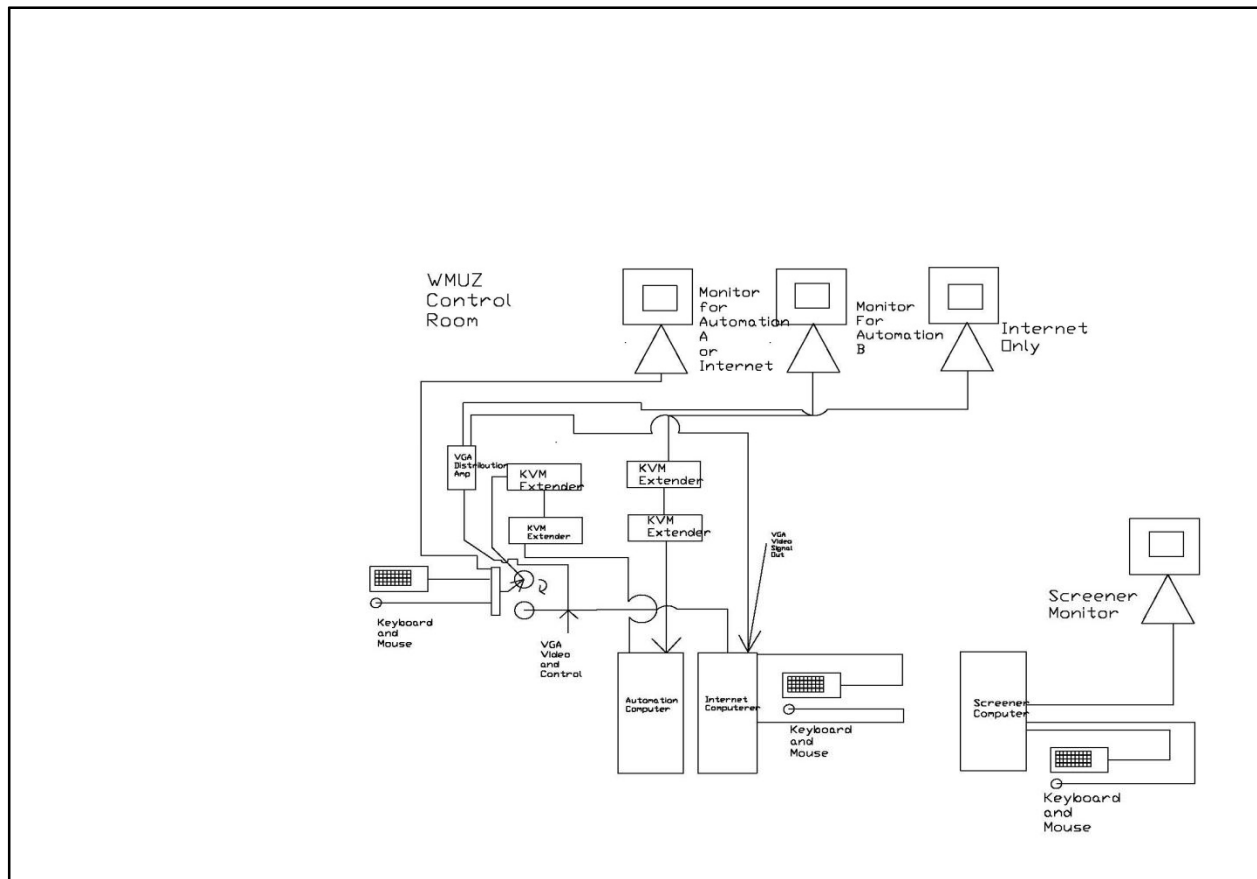 WMUZ
Control
Room
Monitor
for
Automation
A
or
Internet
Monitor
For
Automation
B
Internet
Only
VGA
Distribution
Amp
KVM
Extender
KVM
Extender
KVM
Extender
KVM
Extender
VGA
Video
Signal
Out
Keyboard
and
Mouse
VGA
Video
and
Control
Automation
Computer
Internet
Computerer
Keyboard
and
Mouse
Screener
Monitor
Screener
Computer
Keyboard
and
Mouse